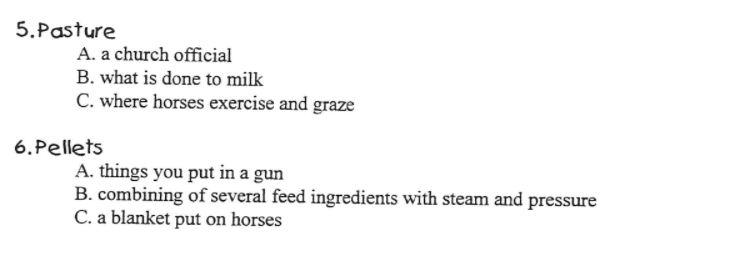 5.Pasture
A. a church official
B. what is done to milk
C. where horses exercise and graze
6.Pellets
A. things you put in a gun
B. combining of several feed ingredients with steam and pressure
C. a blanket put on horses